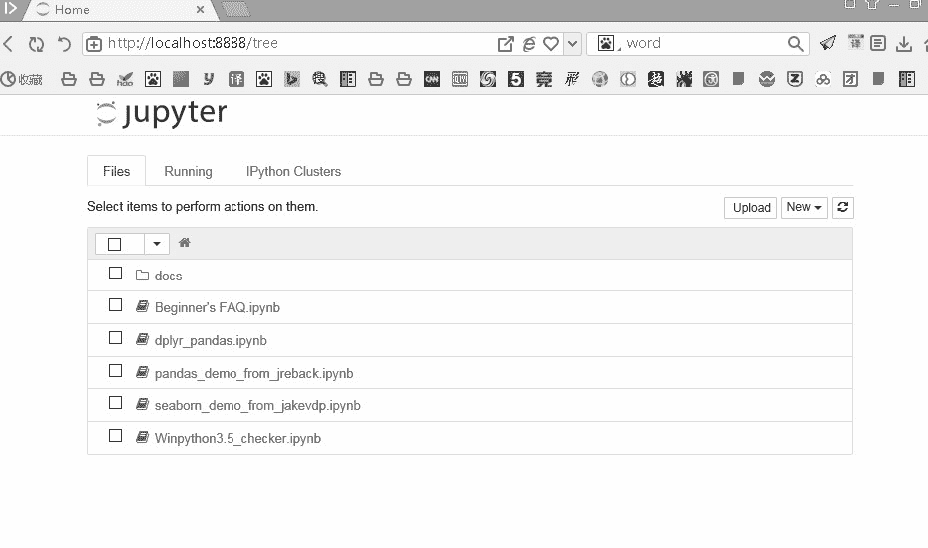 Home
http://localhost:8888/tree
word
收藏
jupyter
Files
Running
IPython Clusters
Select items to perform actions on them.
Upload
New
docs
Beginner's FAQ.ipynb
dplyr_pandas.ipynb
pandas_demo_from_jreback.ipynb
seaborn_demo_from_jakevdp.ipynb
Winpython3.5_checker.ipynb